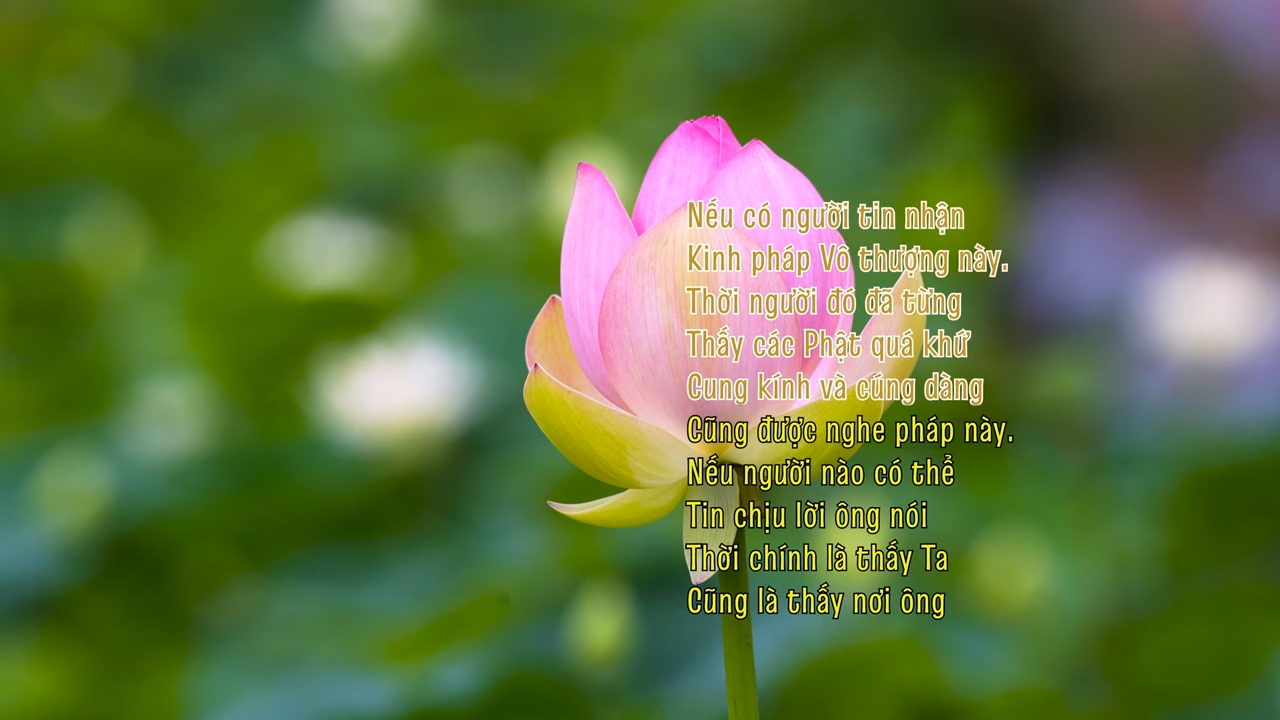 Nếu có người tin nhận
Kinh pháp Vô thượng này.
Thời người đó đã từng
Thấy các Phật quá khứ
Cung kính và cúng dàng
Cũng được nghe pháp này.
Nếu người nào có thể
Tin chịu lời ông nói
Thời chính là thấy Ta
Cũng là thấy nơi ông